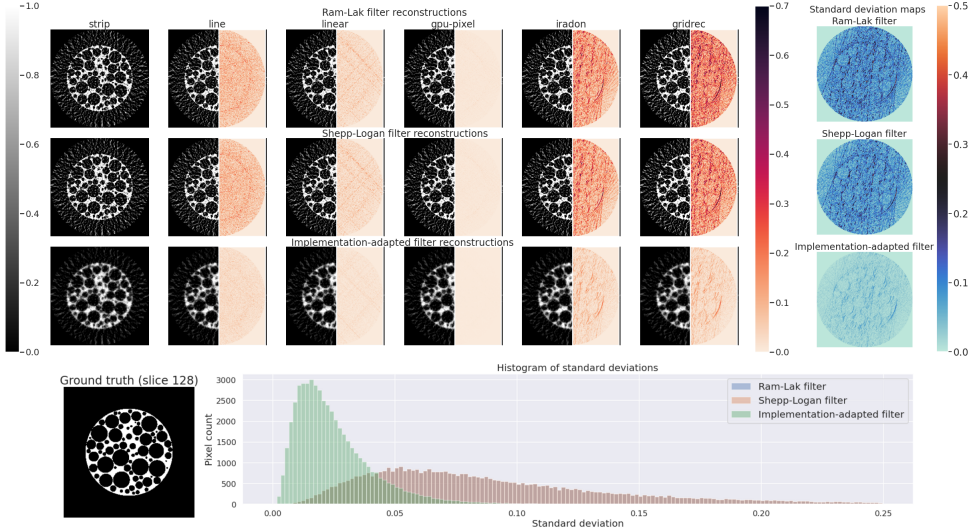 Ram-Lak filter reconstructions
strip line linear gpu-pixel iradon gridrec
Shepp-Logan filter reconstructions
Implementation-adapted filter reconstructions
1.0
0.8
0.6
0.4
0.2
0.0
0.7
0.6
0.5
0.4
0.3
0.2
0.1
0.0
Standard deviation maps
Ram-Lak filter
Shepp-Logan filter
Implementation-adapted filter
0.5
0.4
0.3
0.2
0.1
0.0
Ground truth (slice 128)
Histogram of standard deviations
Pixel count
3000
2500
2000
1500
1000
500
0
Ram-Lak filter
Shepp-Logan filter
Implementation-adapted filter
0.00 0.05 0.10 0.15 0.20 0.25
Standard deviation